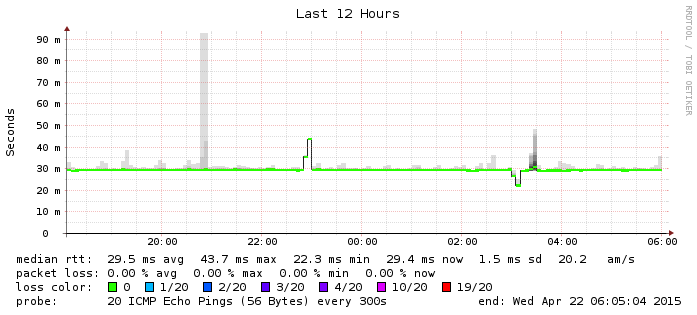 Last 12 Hours
RRDTOOL / TOBI OETIKER
Seconds
90 m
80 m
70 m
60 m
50 m
40 m
30 m
20 m
10 m
0
20:00 22:00 00:00 02:00 04:00 06:00
median rtt: 29.5 ms avg 43.7 ms max 22.3 ms min 29.4 ms now 1.5 ms sd 20.2 am/s
packet loss: 0.00 % avg 0.00 % max 0.00 % min 0.00 % now
loss color: 0 1/20 2/20 3/20 4/20 10/20 19/20
probe: 20 ICMP Echo Pings (56 Bytes) every 300s end: Wed Apr 22 06:05:04 2015